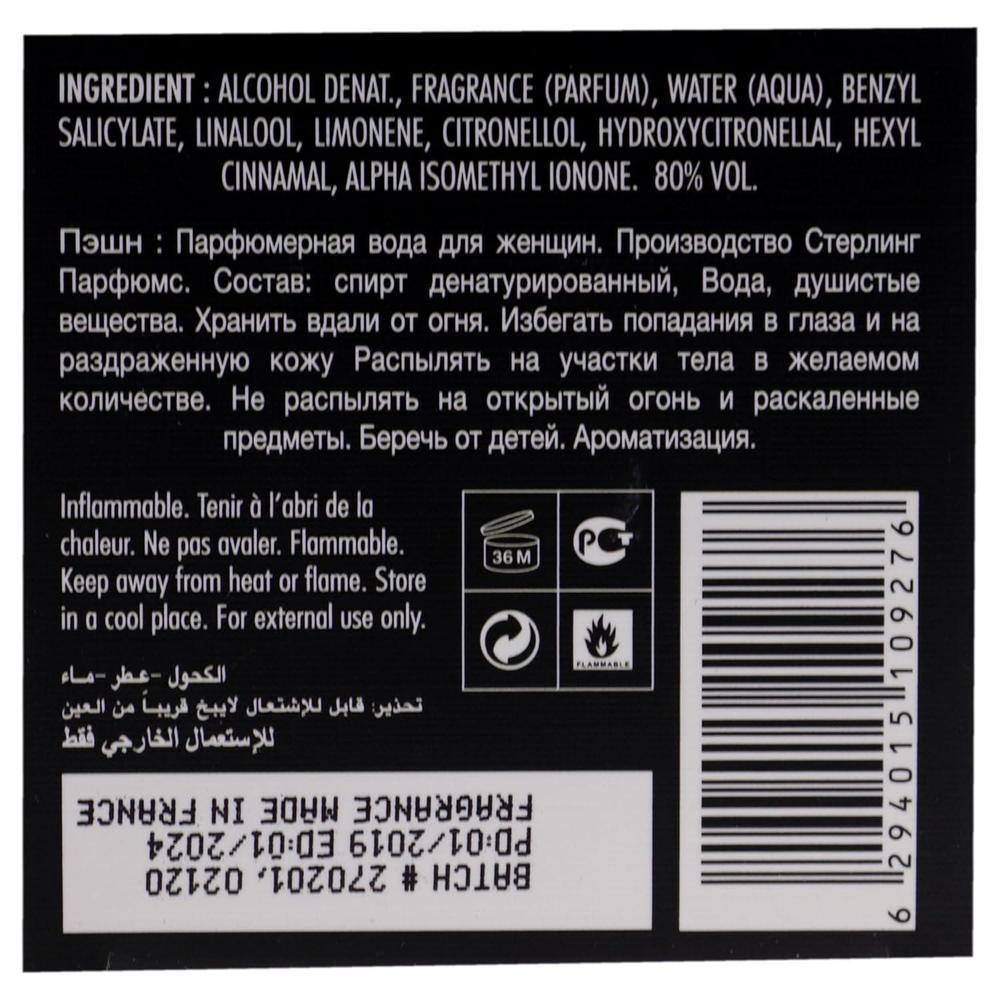 INGREDIENT : ALCOHOL DENAT., FRAGRANCE (PARFUM), WATER (AQUA), BENZYL
SALICYLATE, LINALOOL, LIMONENE, CITRONELLOL, HYDROXYCITRONELLAL, HEXYL
CINNAMAL, ALPHA ISOMETHYL IONONE. 80% VOL.
Пэшн : Парфюмерная вода для женщин. Производство Стерлинг
Парфюмс. Состав: спирт денатурированный, Вода, душистые
вещества. Хранить вдали от огня. Избегать попадания в глаза и на
раздраженную кожу Распылять на участки тела в желаемом
количестве. Не распылять на открытый огонь и раскаленные
предметы. Беречь от детей. Ароматизация.
Inflammable. Tenir à l'abri de la
chaleur. Ne pas avaler. Flammable.
Keep away from heat or flame. Store
in a cool place. For external use only.
الكحول -عطر -ماء
تحذير: قابل للإشتعال لايبخ قريباً من العين
للإستعمال الخارجي فقط
36 M
РСТ
FLAMMABLE
BATCH # 270201, 02120
PD:01/2019 ED:01/2024
FRAGRANCE MADE IN FRANCE
6 294015 109276